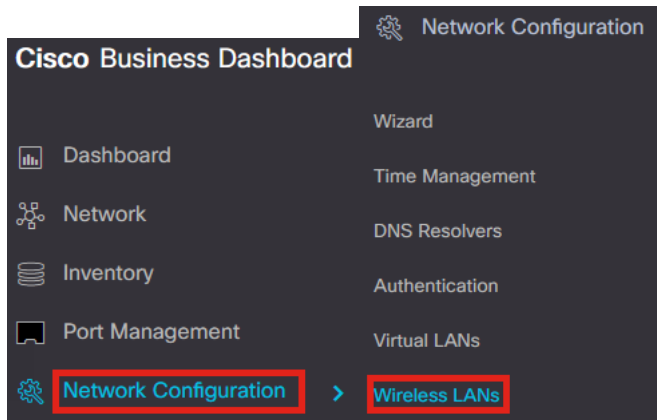 Cisco Business Dashboard
Dashboard
Network
Inventory
Port Management
Network Configuration
Network Configuration
Wizard
Time Management
DNS Resolvers
Authentication
Virtual LANs
Wireless LANs